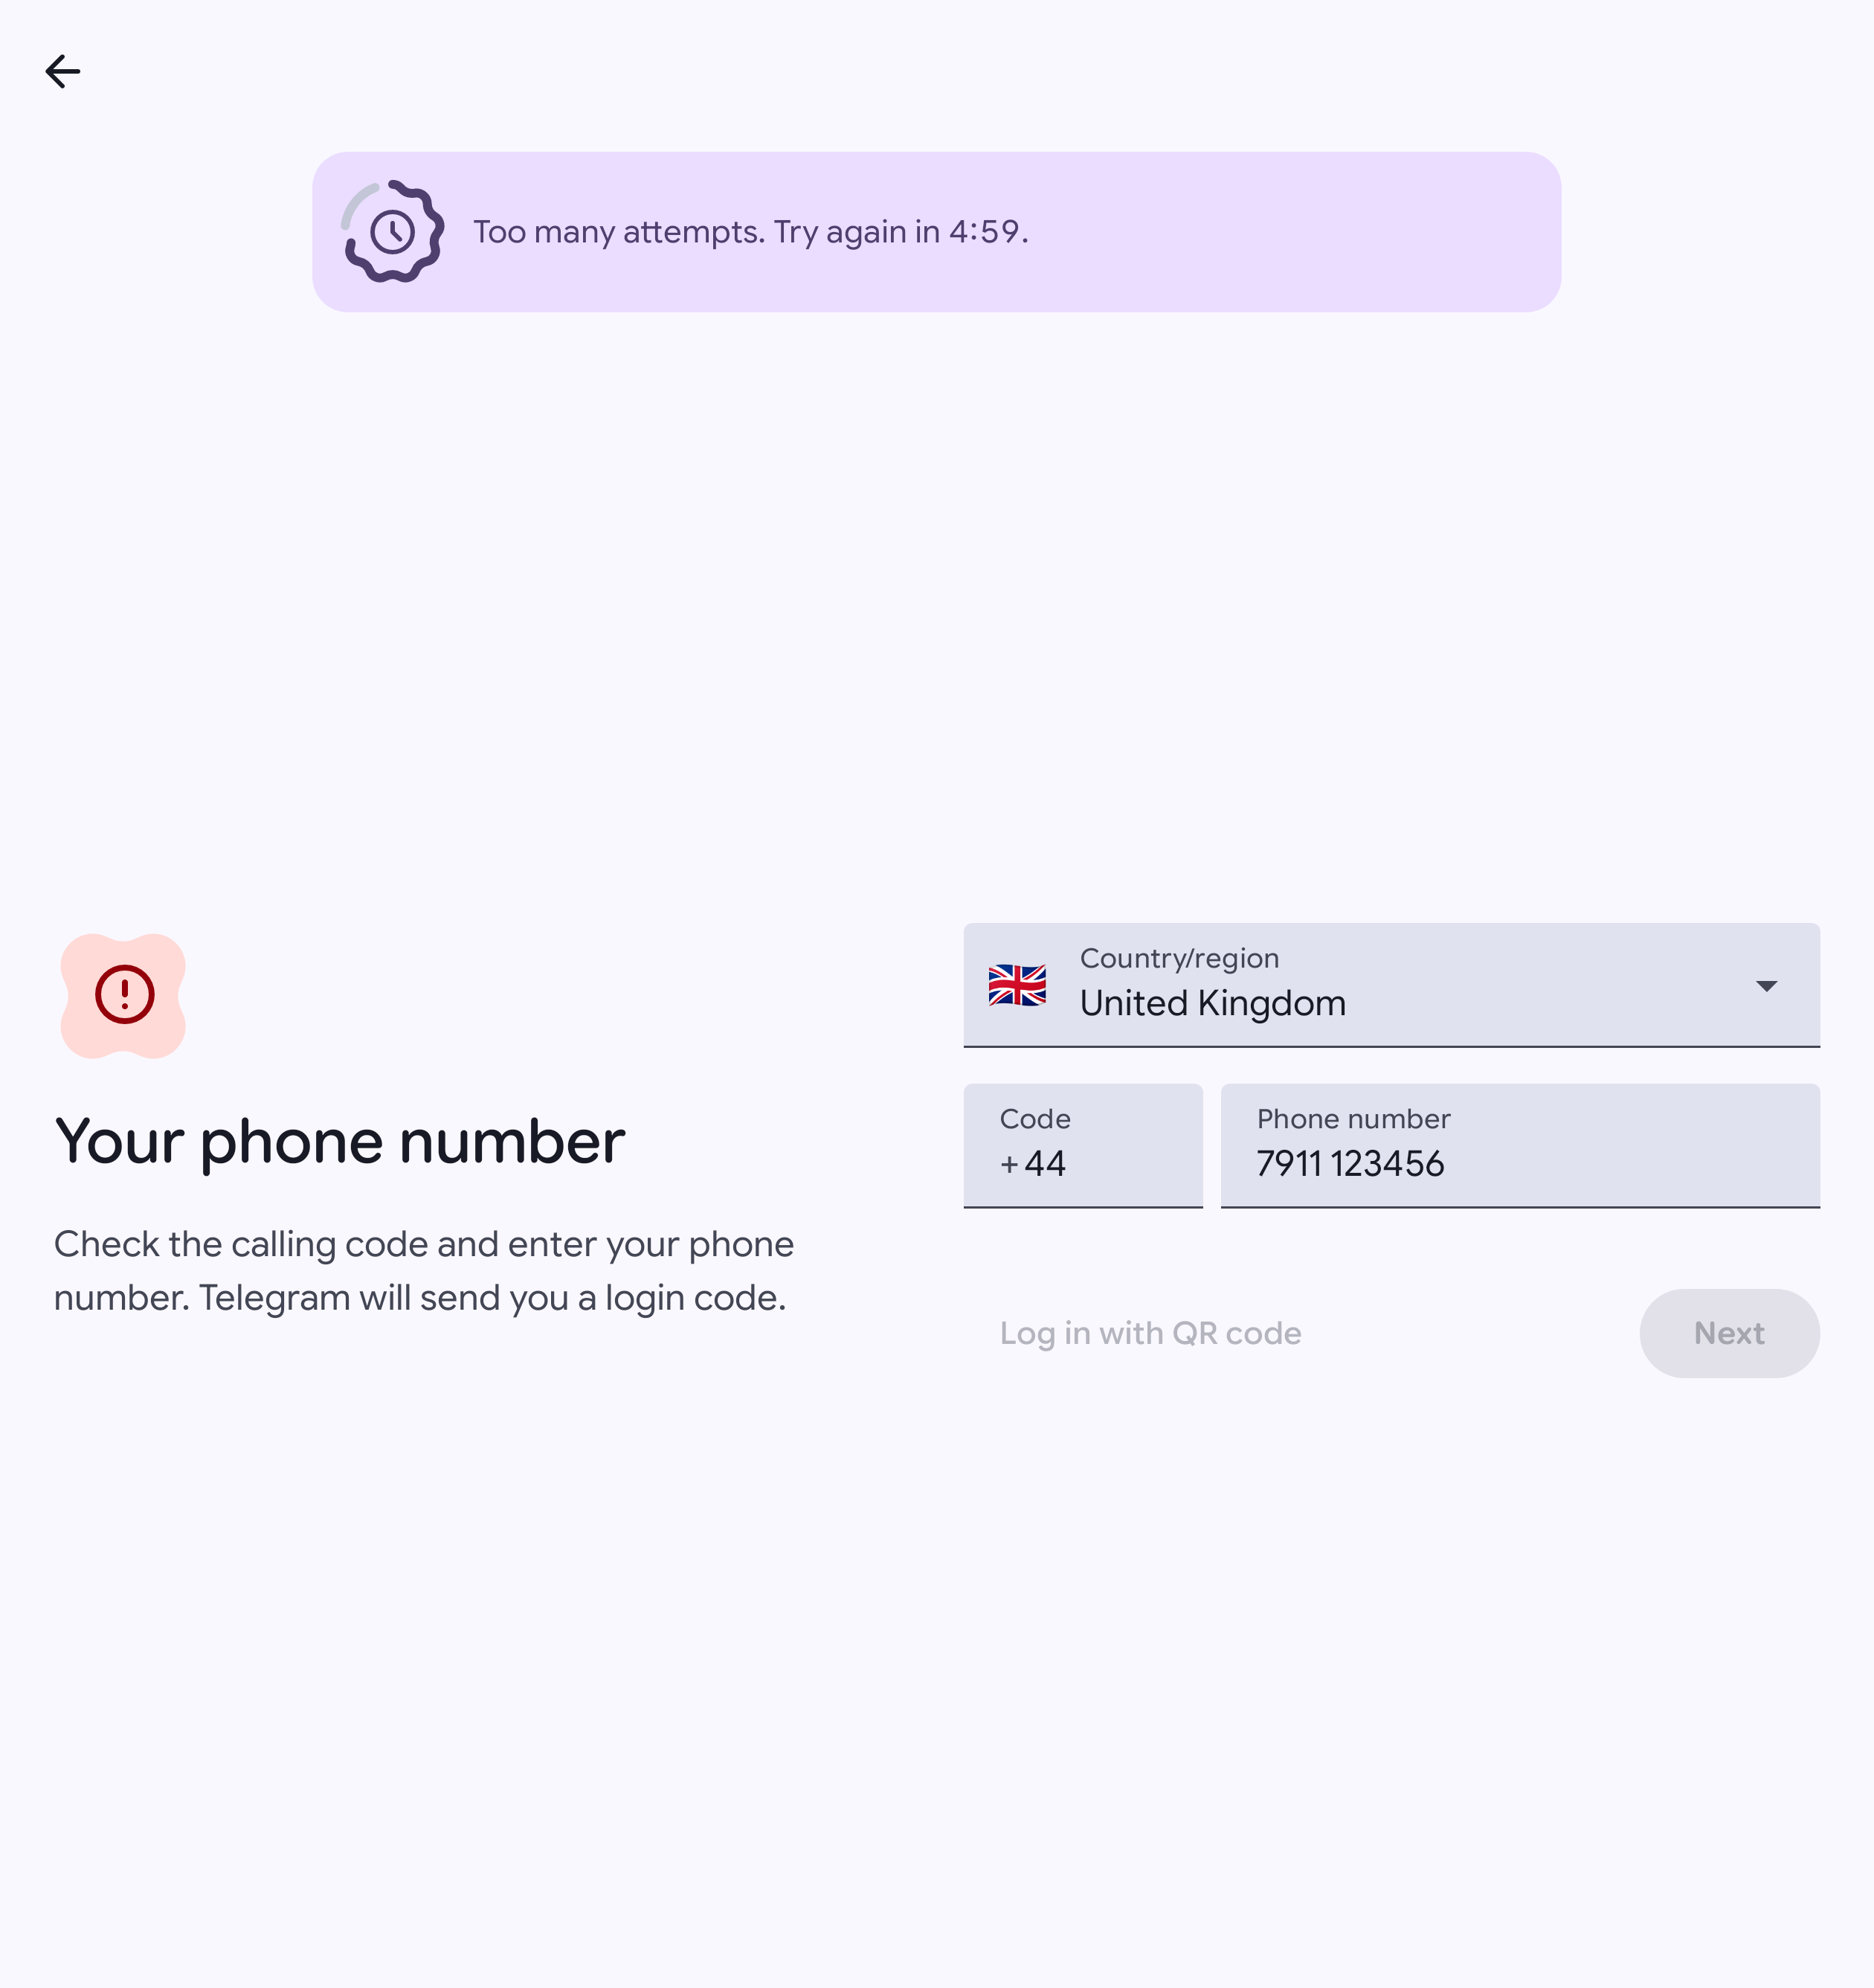 Too many attempts. Try again in 4:59.
Your phone number
Check the calling code and enter your phone
number. Telegram will send you a login code.
Country/region
United Kingdom
Code
+44
Phone number
7911 123456
Log in with QR code
Next